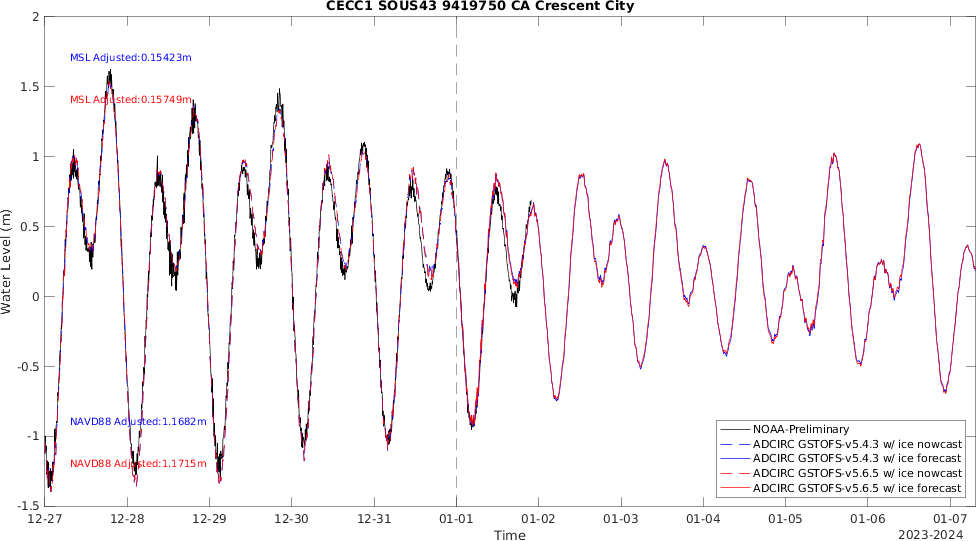 CECC1 SOUS43 9419750 CA Crescent City
2
1.5
1
0.5
0
-0.5
-1
-1.5
Water Level (m)
MSL Adjusted:0.15423m
MSL Adjusted:0.15749m
NAVD88 Adjusted:1.1682m
NAVD88 Adjusted:1.1715m
NOAA-Preliminary
ADCIRC GSTOFS-v5.4.3 w/ ice nowcast
ADCIRC GSTOFS-v5.4.3 w/ ice forecast
ADCIRC GSTOFS-v5.6.5 w/ ice nowcast
ADCIRC GSTOFS-v5.6.5 w/ ice forecast
12-27 12-28 12-29 12-30 12-31 01-01 01-02 01-03 01-04 01-05 01-06 01-07
Time
2023-2024